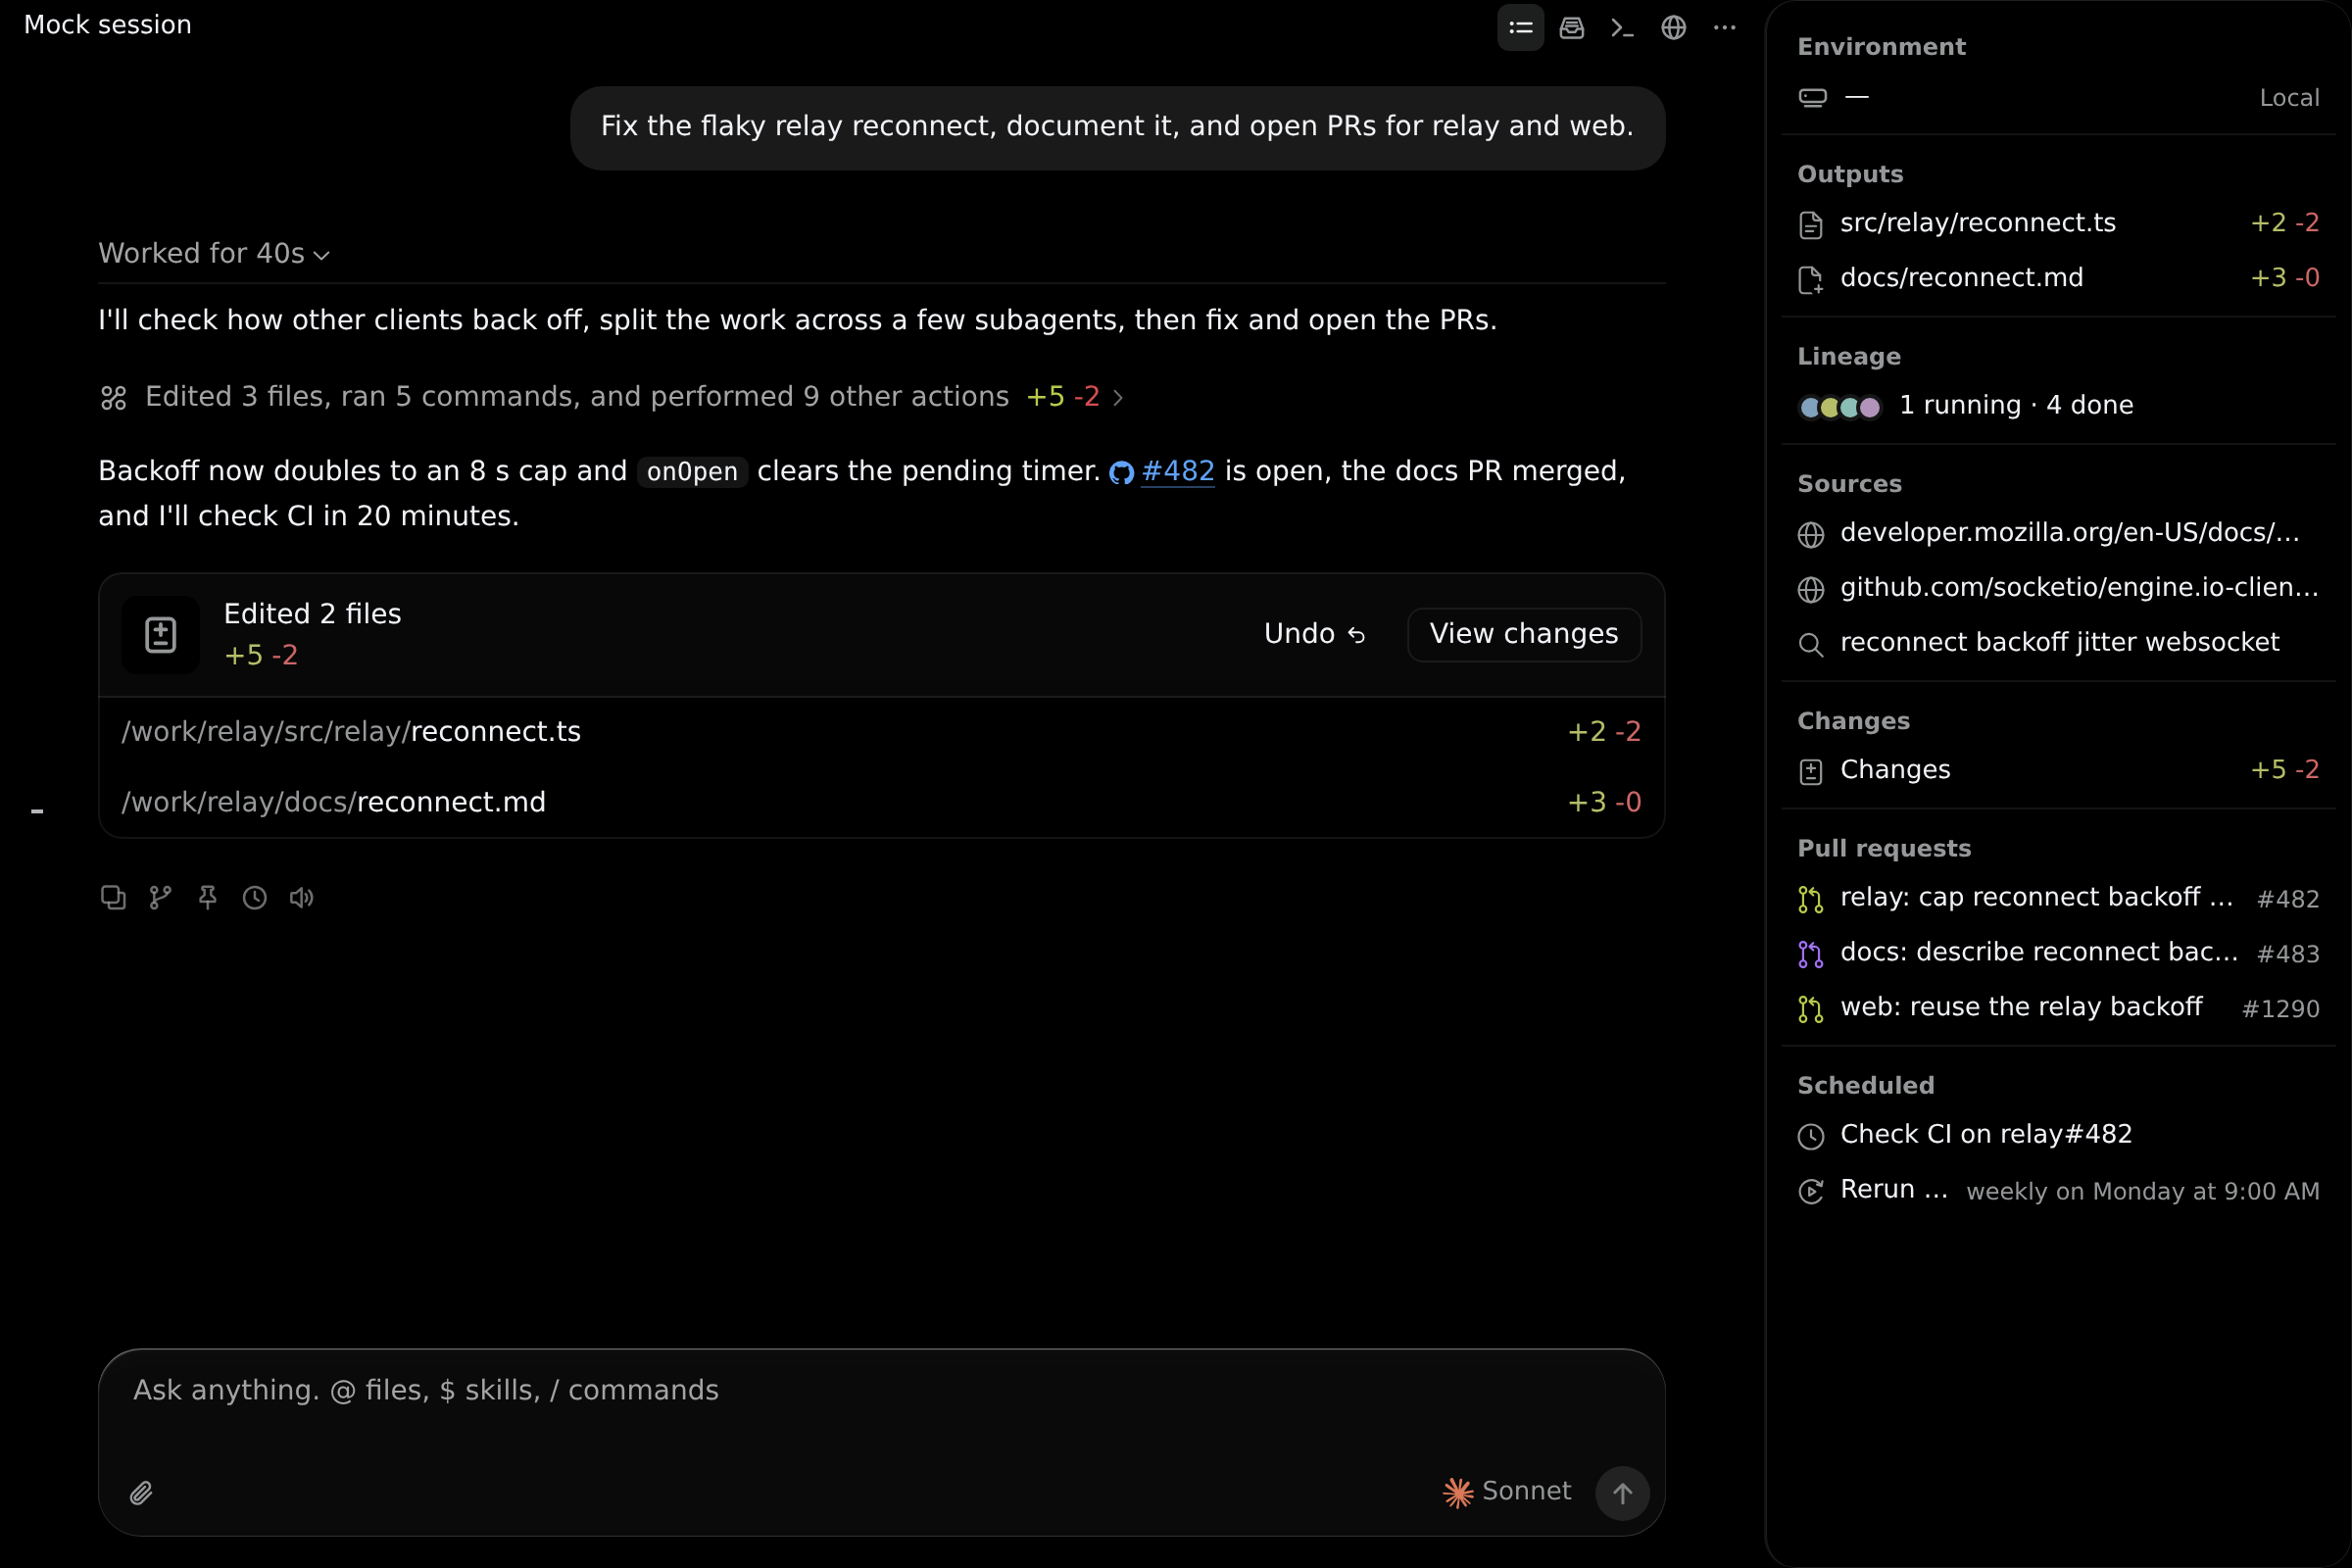 Mock session
Fix the flaky relay reconnect, document it, and open PRs for relay and web.
Worked for 40s
I'll check how other clients back off, split the work across a few subagents, then fix and open the PRs.
Edited 3 files, ran 5 commands, and performed 9 other actions +5 -2
Backoff now doubles to an 8 s cap and onOpen clears the pending timer. #482 is open, the docs PR merged,
and I'll check CI in 20 minutes.
Edited 2 files
+5 -2
Undo
View changes
/work/relay/src/relay/reconnect.ts +2 -2
/work/relay/docs/reconnect.md +3 -0
Ask anything. @ files, $ skills, / commands
Sonnet
Environment
— Local
Outputs
src/relay/reconnect.ts +2 -2
docs/reconnect.md +3 -0
Lineage
1 running · 4 done
Sources
developer.mozilla.org/en-US/docs/...
github.com/socketio/engine.io-clien...
reconnect backoff jitter websocket
Changes
Changes +5 -2
Pull requests
relay: cap reconnect backoff ... #482
docs: describe reconnect bac... #483
web: reuse the relay backoff #1290
Scheduled
Check CI on relay#482
Rerun ... weekly on Monday at 9:00 AM